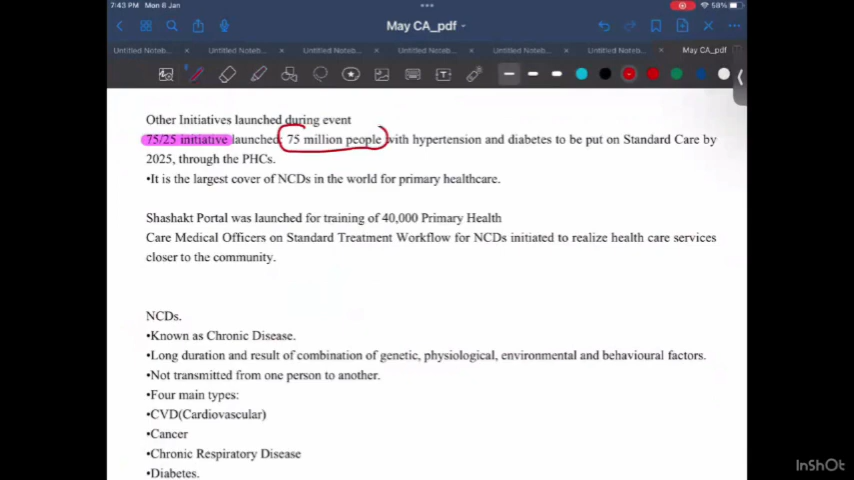 7:43 PM Mon 8 Jan
58%
May CA_pdf
Untitled Noteb... Untitled Noteb... Untitled Noteb... Untitled Noteb... Untitled Noteb... Untitled Noteb... May CA_pdf
Other Initiatives launched during event
75/25 initiative launched: 75 million people with hypertension and diabetes to be put on Standard Care by
2025, through the PHCs.
•It is the largest cover of NCDs in the world for primary healthcare.
Shashakt Portal was launched for training of 40,000 Primary Health
Care Medical Officers on Standard Treatment Workflow for NCDs initiated to realize health care services
closer to the community.
NCDs.
•Known as Chronic Disease.
•Long duration and result of combination of genetic, physiological, environmental and behavioural factors.
•Not transmitted from one person to another.
•Four main types:
•CVD(Cardiovascular)
•Cancer
•Chronic Respiratory Disease
•Diabetes.
InShOt